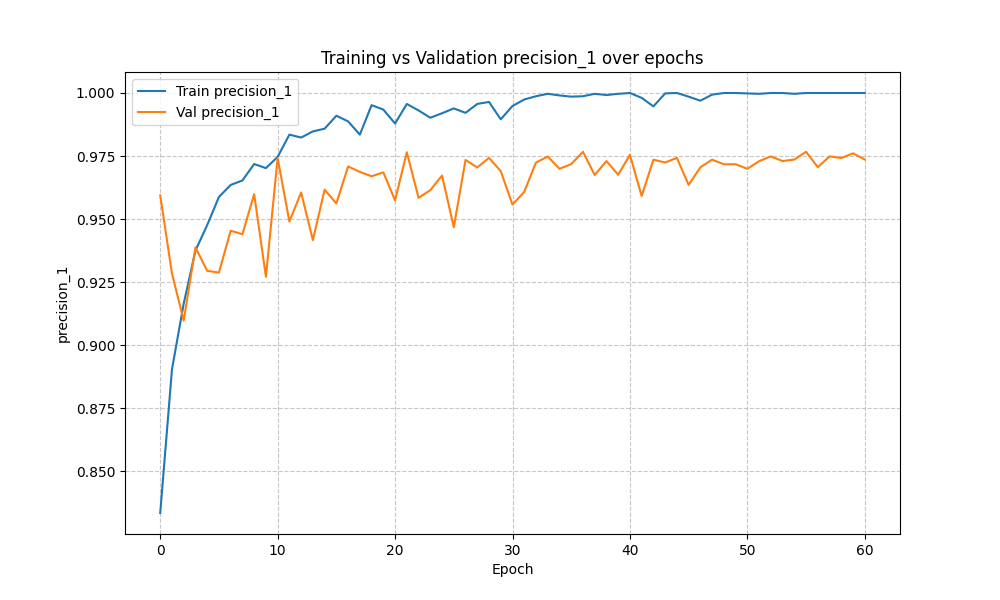 Training vs Validation precision_1 over epochs
Train precision_1
Val precision_1
precision_1
1.000
0.975
0.950
0.925
0.900
0.875
0.850
0 10 20 30 40 50 60
Epoch